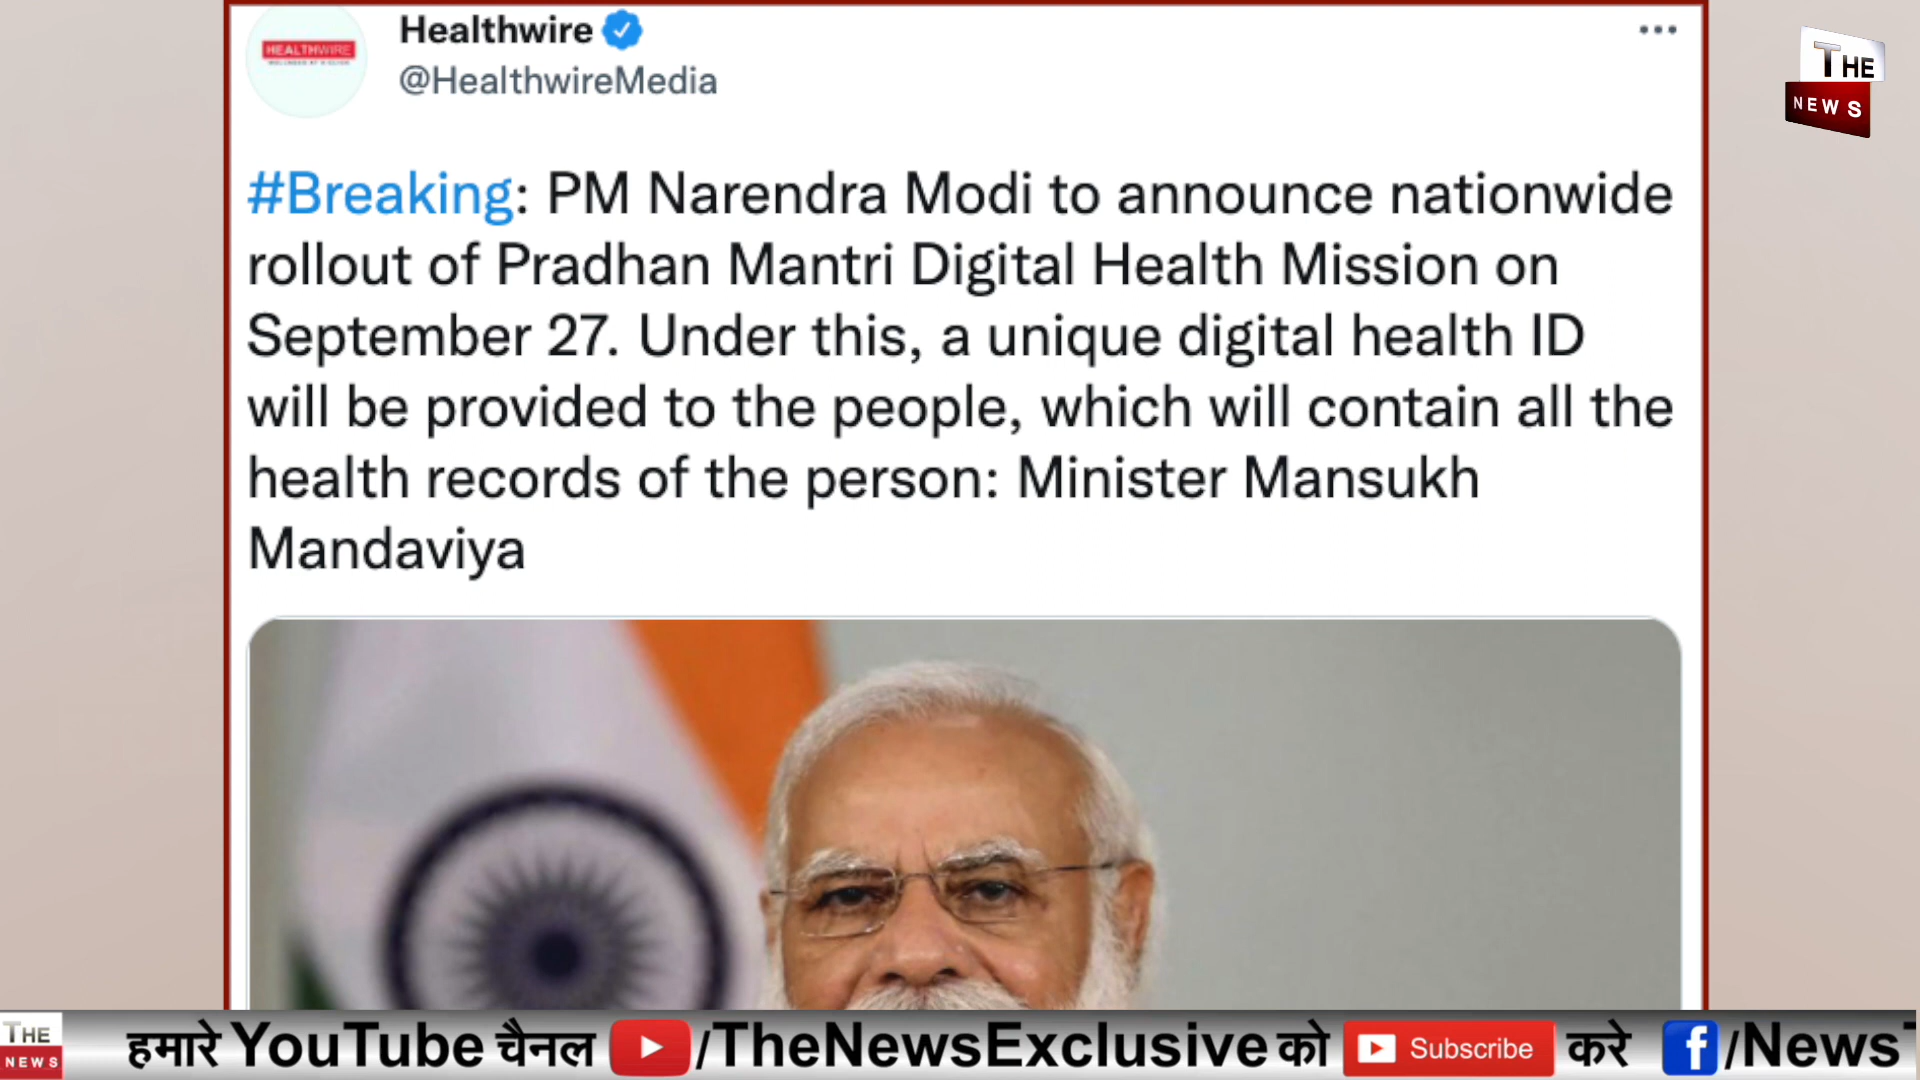 HEALTHWIRE
Healthwire
@HealthwireMedia
THE
NEWS
#Breaking: PM Narendra Modi to announce nationwide
rollout of Pradhan Mantri Digital Health Mission on
September 27. Under this, a unique digital health ID
will be provided to the people, which will contain all the
health records of the person: Minister Mansukh
Mandaviya
THE
NEWS
हमारे YouTube चैनल /TheNewsExclusive को Subscribe करे f /News